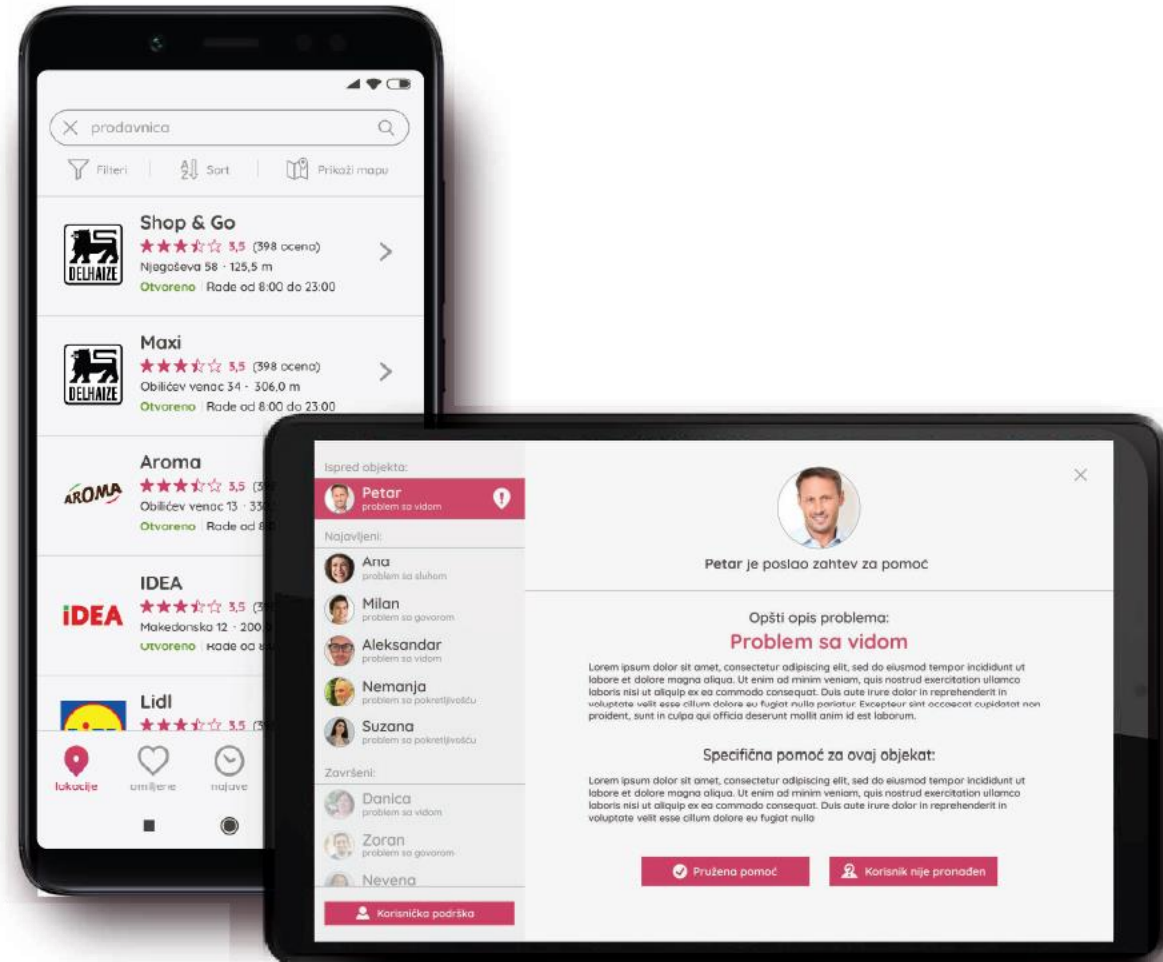 prodavnica
Filteri
Sort
Prikaži mapu
DELHAIZE
Shop & Go
3,5 (398 ocena)
Njegoševa 58 · 125,5 m
Otvoreno | Rade od 8:00 do 23:00
DELHAIZE
Maxi
3,5 (398 ocena)
Obilićev venac 34 · 306,0 m
Otvoreno | Rade od 8:00 do 23:00
AROMA
Aroma
3,5
Obilićev venac 13 ·
Otvoreno | Rade od
iDEA
IDEA
3,5
Makedonska 12 ·
Otvoreno | Rade od
Lidl
3,5
lokacije
omiljene
najave
Ispred objekta:
Petar
problem sa vidom
Najavljeni:
Ana
problem sa sluhom
Milan
problem sa govorom
Aleksandar
problem sa vidom
Nemanja
problem sa pokretljivošću
Suzana
problem sa pokretljivošću
Završeni:
Danica
problem sa vidom
Zoran
problem sa govorom
Nevena
Korisnička podrška
Petar je poslao zahtev za pomoć
Opšti opis problema:
Problem sa vidom
Lorem ipsum dolor sit amet, consectetur adipiscing elit, sed do eiusmod tempor incididunt ut
labore et dolore magna aliqua. Ut enim ad minim veniam, quis nostrud exercitation ullamco
laboris nisi ut aliquip ex ea commodo consequat. Duis aute irure dolor in reprehenderit in
voluptate velit esse cillum dolore eu fugiat nulla pariatur. Excepteur sint occaecat cupidatat non
proident, sunt in culpa qui officia deserunt mollit anim id est laborum.
Specifična pomoć za ovaj objekat:
Lorem ipsum dolor sit amet, consectetur adipiscing elit, sed do eiusmod tempor incididunt ut
labore et dolore magna aliqua. Ut enim ad minim veniam, quis nostrud exercitation ullamco
laboris nisi ut aliquip ex ea commodo consequat. Duis aute irure dolor in reprehenderit in
voluptate velit esse cillum dolore eu fugiat nulla
Pružena pomoć
Korisnik nije pronađen